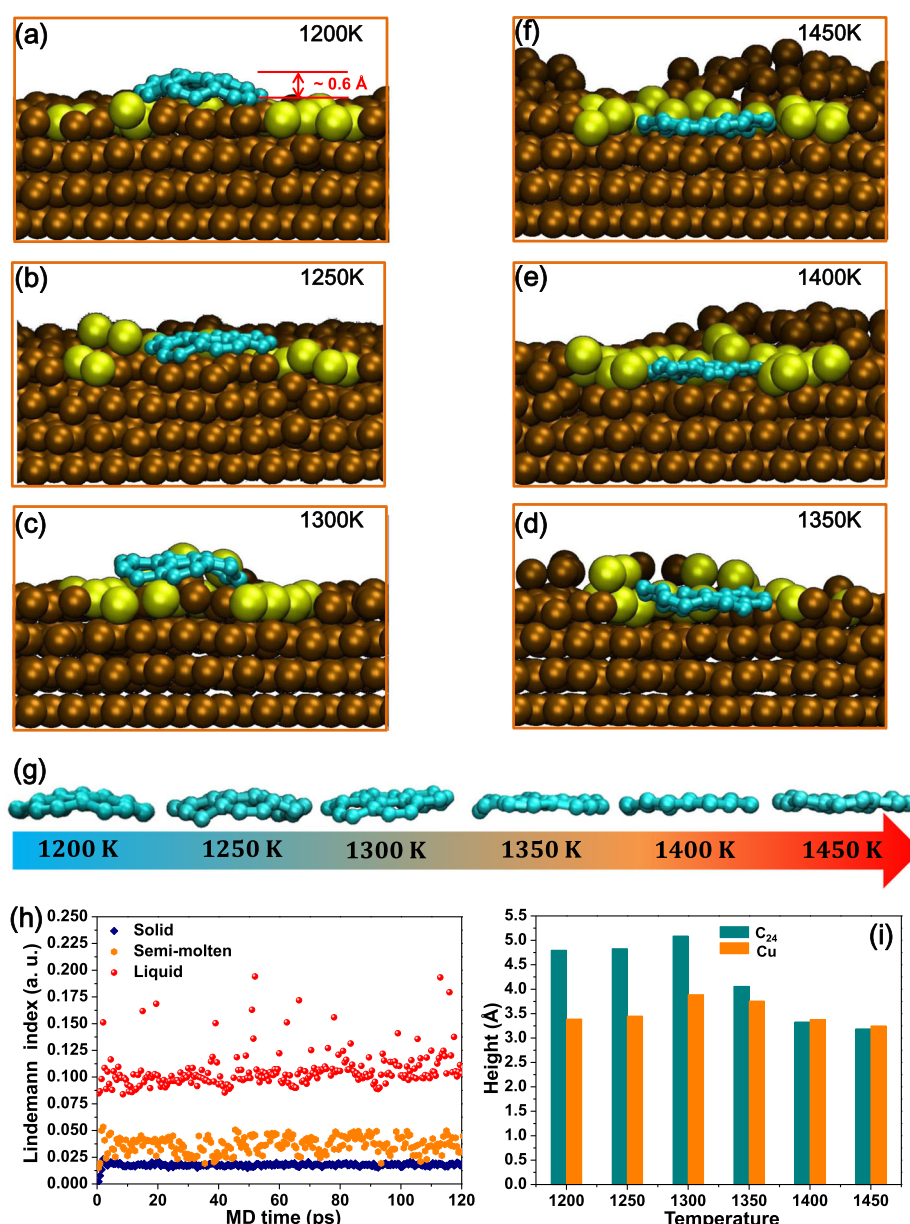 (a) 1200K
~ 0.6 Å
(f) 1450K
(b) 1250K
(e) 1400K
(c) 1300K
(d) 1350K
(g)
1200 K 1250 K 1300 K 1350 K 1400 K 1450 K
(h)
Solid
Semi-molten
Liquid
Lindemann index (a. u.)
0.250
0.225
0.200
0.175
0.150
0.125
0.100
0.075
0.050
0.025
0.000
0 20 40 60 80 100 120
MD time (ps)
(i)
C24
Cu
Height (Å)
5.5
5.0
4.5
4.0
3.5
3.0
2.5
2.0
1.5
1.0
0.5
0.0
1200 1250 1300 1350 1400 1450
Temperature